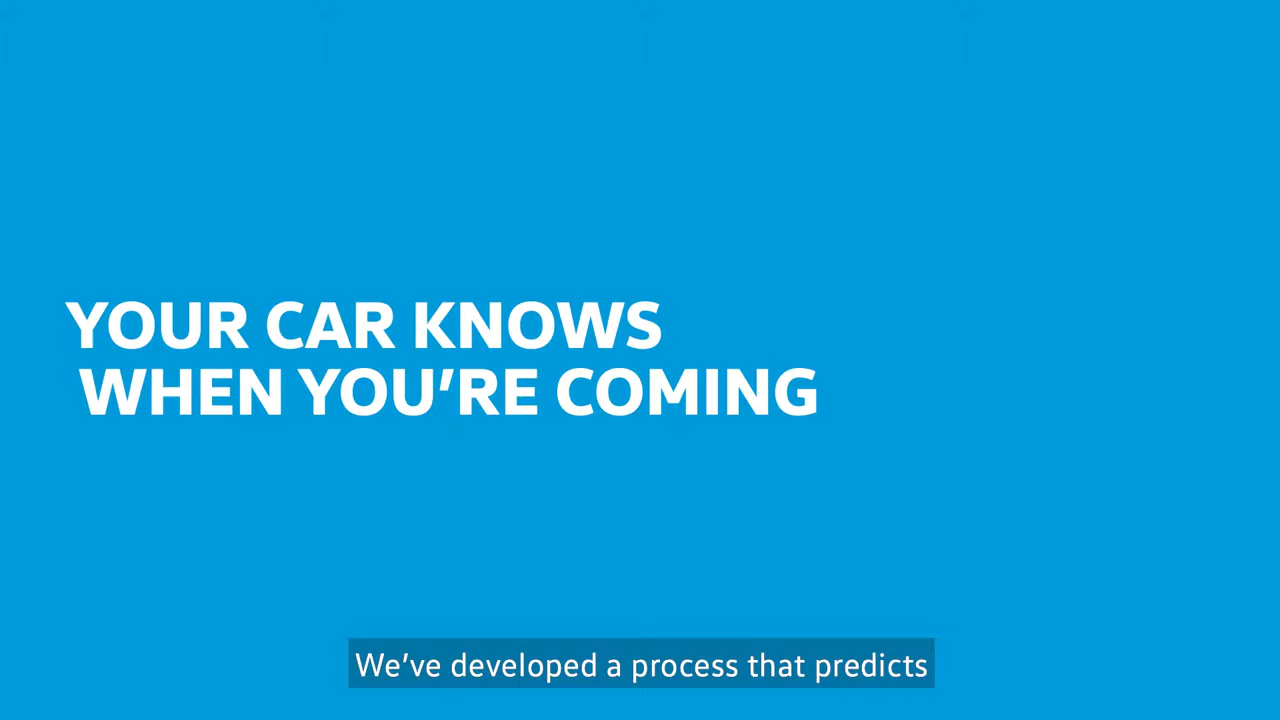 YOUR CAR KNOWS
WHEN YOU’RE COMING
We’ve developed a process that predicts